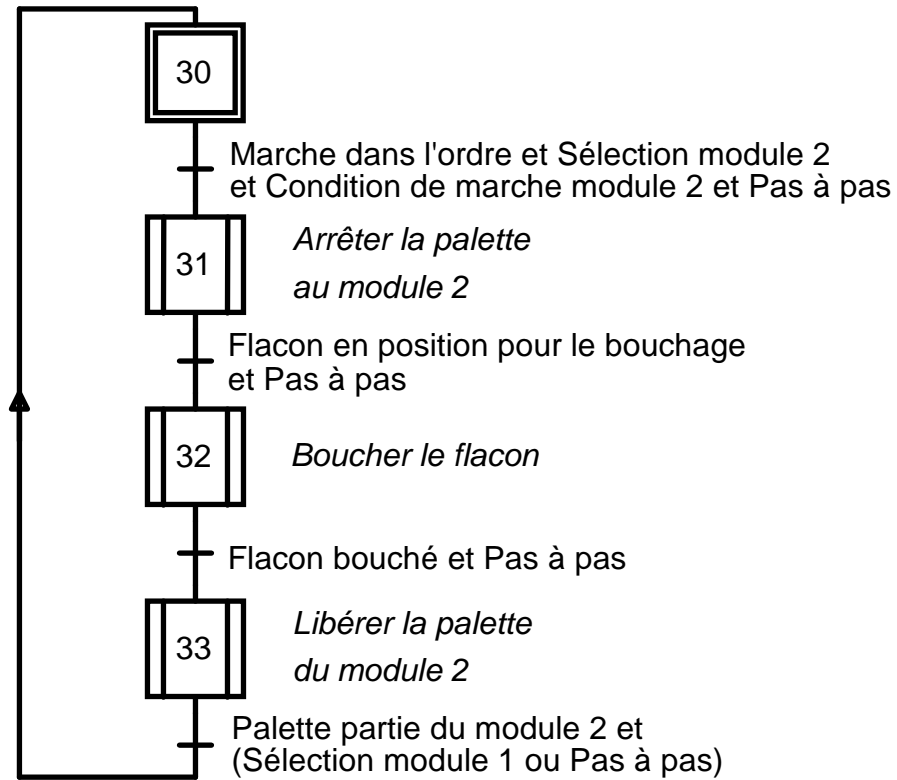 30
Marche dans l'ordre et Sélection module 2
et Condition de marche module 2 et Pas à pas
31
Arrêter la palette
au module 2
Flacon en position pour le bouchage
et Pas à pas
32
Boucher le flacon
Flacon bouché et Pas à pas
33
Libérer la palette
du module 2
Palette partie du module 2 et
(Sélection module 1 ou Pas à pas)